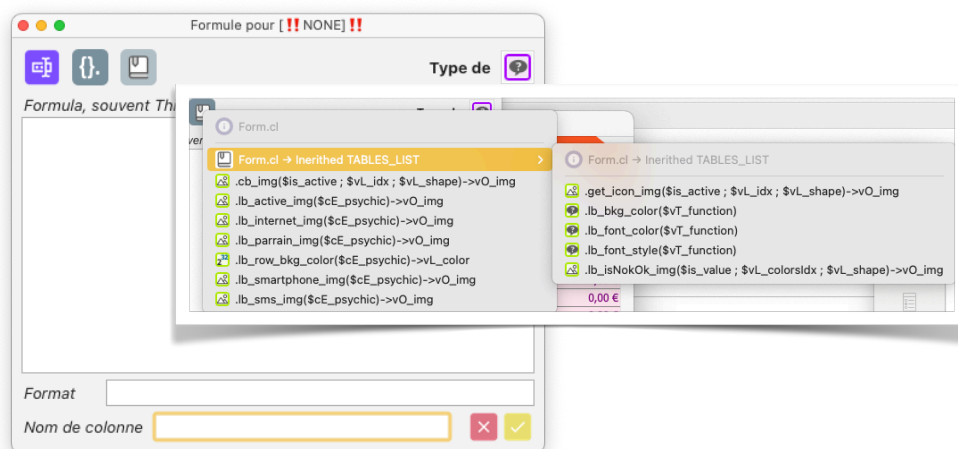 Formule pour [ ‼️ NONE] ‼️
{}.
Type de
Formula, souvent Thi
Form.cl
Form.cl → Inerithed TABLES_LIST
.cb_img($is_active ; $vL_idx ; $vL_shape)->vO_img
.lb_active_img($cE_psychic)->vO_img
.lb_internet_img($cE_psychic)->vO_img
.lb_parrain_img($cE_psychic)->vO_img
.lb_row_bkg_color($cE_psychic)->vL_color
.lb_smartphone_img($cE_psychic)->vO_img
.lb_sms_img($cE_psychic)->vO_img
Form.cl → Inerithed TABLES_LIST
.get_icon_img($is_active ; $vL_idx ; $vL_shape)->vO_img
.lb_bkg_color($vT_function)
.lb_font_color($vT_function)
.lb_font_style($vT_function)
.lb_isNokOk_img($is_value ; $vL_colorsIdx ; $vL_shape)->vO_img
0,00 €
Format
Nom de colonne